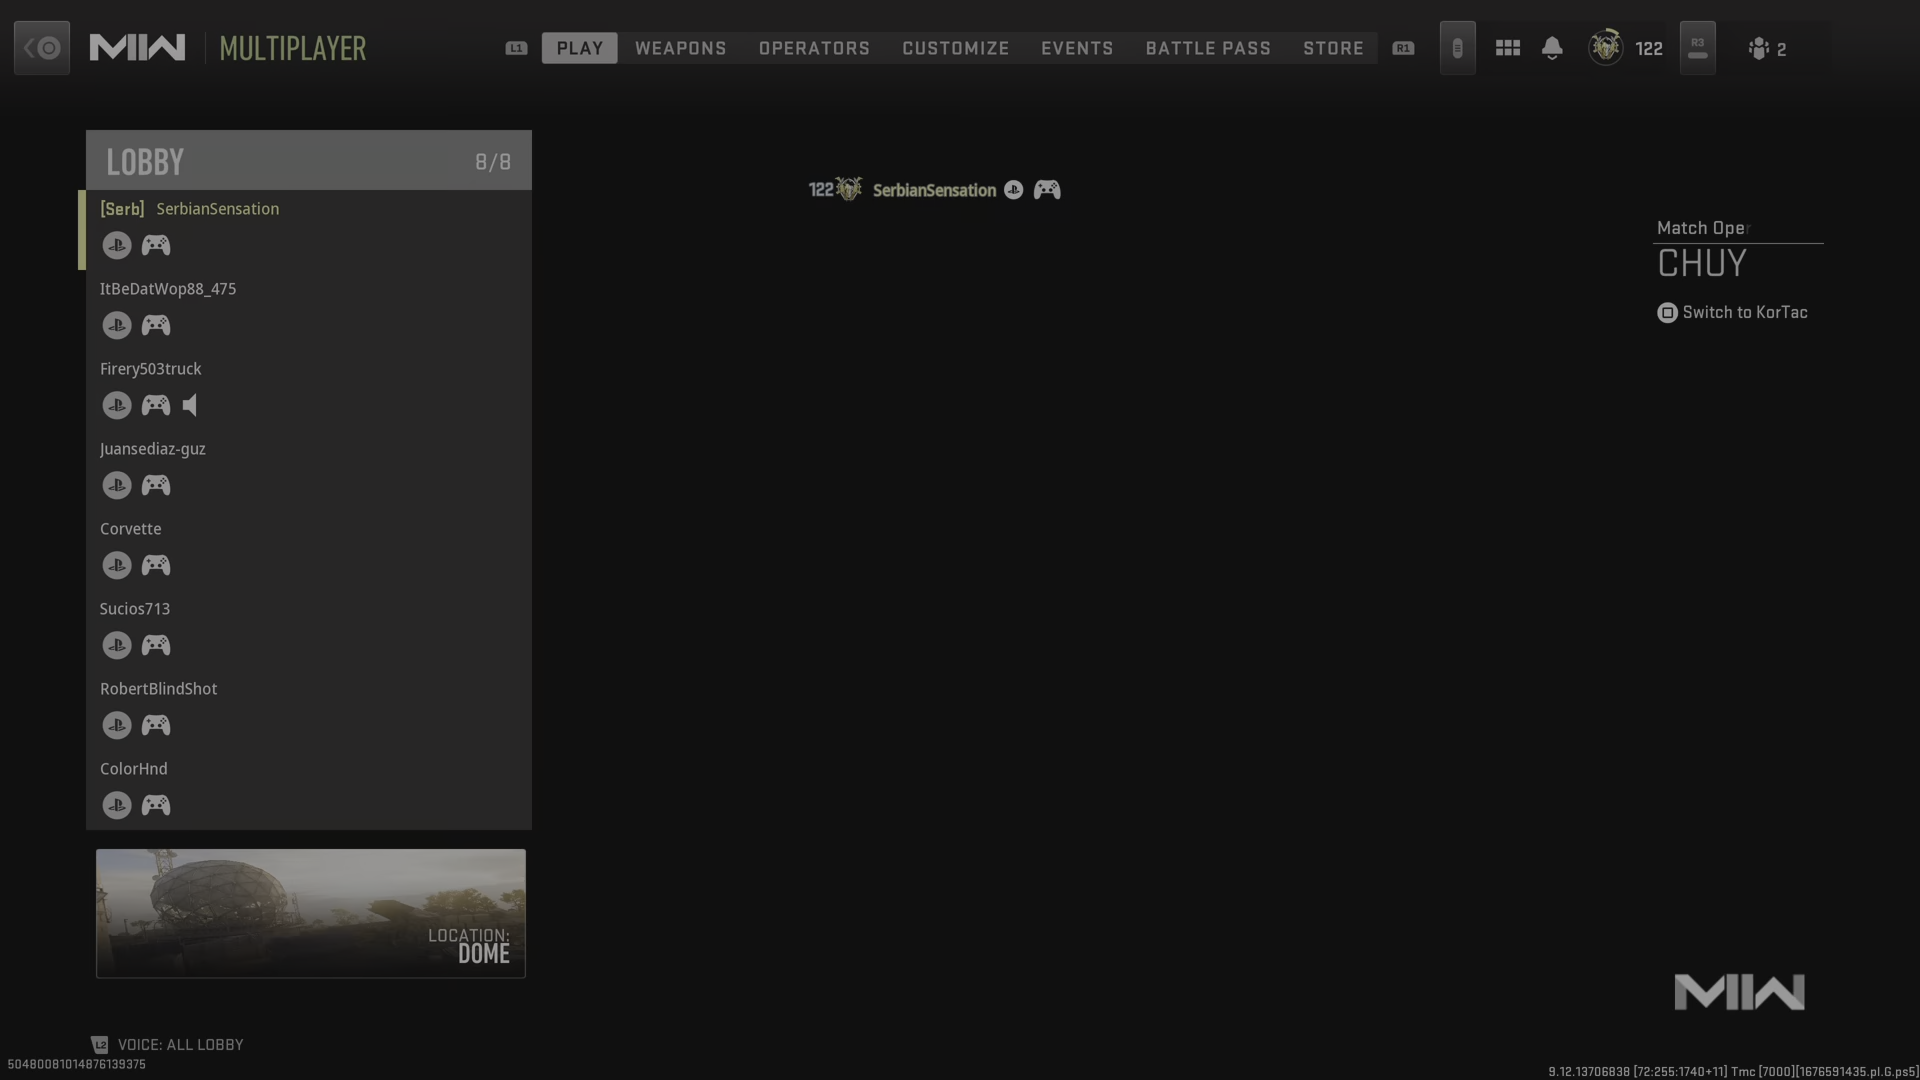 MW MULTIPLAYER
L1 PLAY WEAPONS OPERATORS CUSTOMIZE EVENTS BATTLE PASS STORE R1
122 R3 2
LOBBY 8/8
[Serb] SerbianSensation
ItBeDatWop88_475
Firery503truck
Juansediaz-guz
Corvette
Sucios713
RobertBlindShot
ColorHnd
LOCATION:
DOME
L2 VOICE: ALL LOBBY
50480081014876139375
122 SerbianSensation
Match Oper
CHUY
Switch to KorTac
MW
9.12.13706838 [72:255:1740+11] Tmc [7000][1676591435.pl.G.ps5]